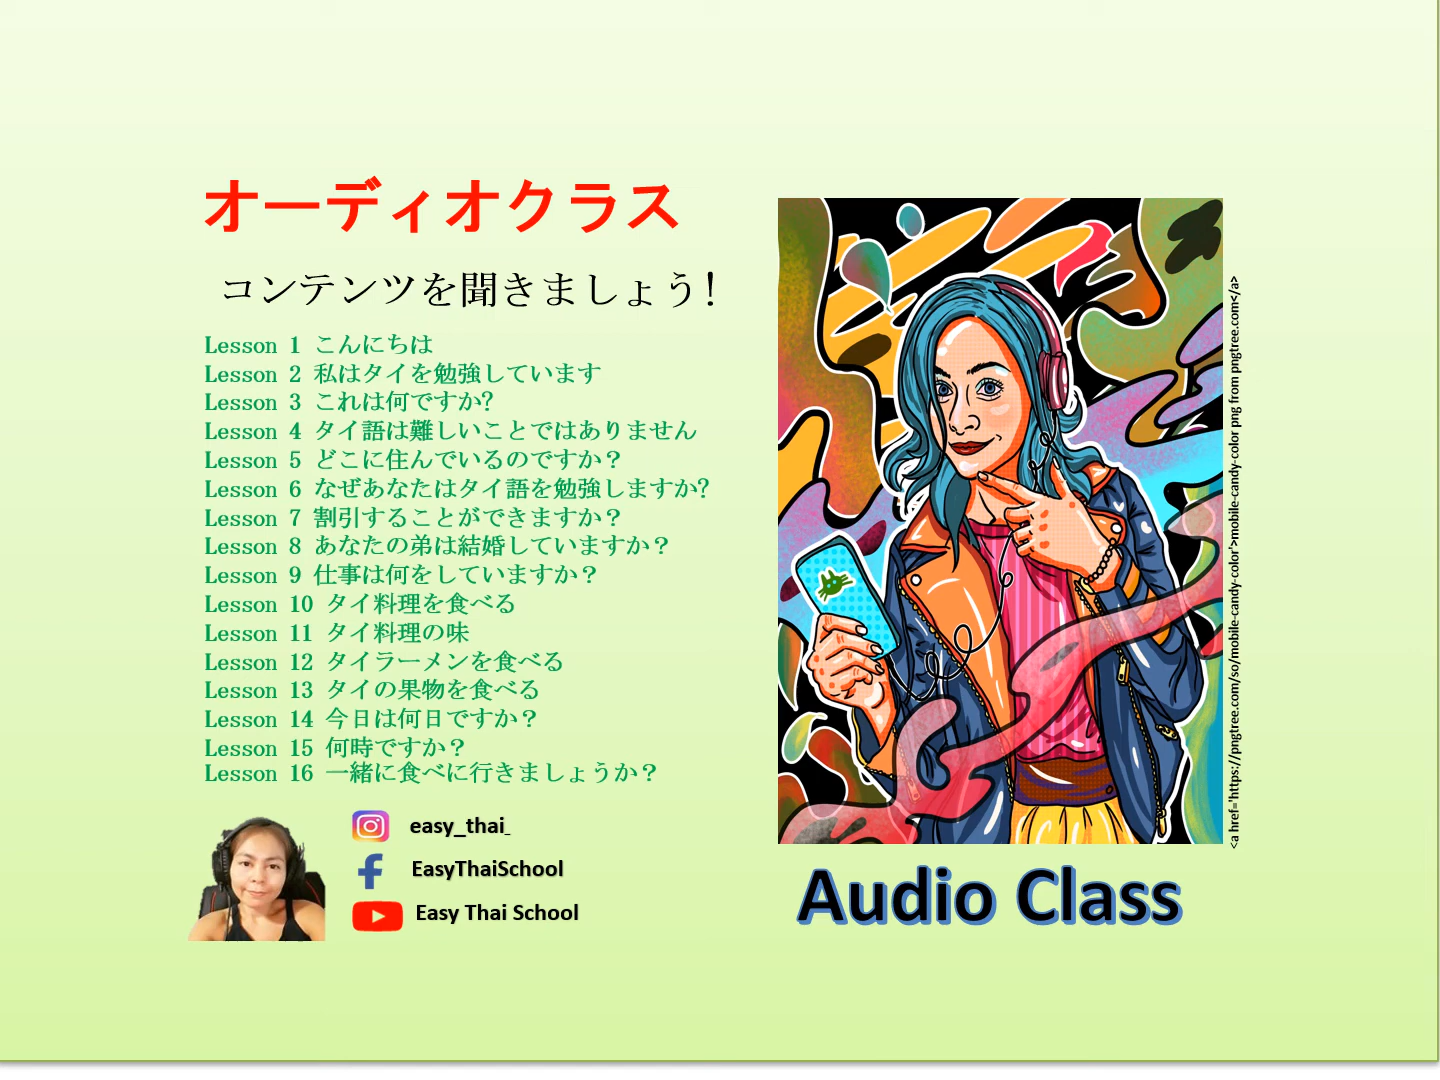 オーディオクラス
コンテンツを聞きましょう!
Lesson 1 こんにちは
Lesson 2 私はタイを勉強しています
Lesson 3 これは何ですか?
Lesson 4 タイ語は難しいことではありません
Lesson 5 どこに住んでいるのですか？
Lesson 6 なぜあなたはタイ語を勉強しますか?
Lesson 7 割引することができますか？
Lesson 8 あなたの弟は結婚していますか？
Lesson 9 仕事は何をしていますか？
Lesson 10 タイ料理を食べる
Lesson 11 タイ料理の味
Lesson 12 タイラーメンを食べる
Lesson 13 タイの果物を食べる
Lesson 14 今日は何日ですか？
Lesson 15 何時ですか？
Lesson 16 一緒に食べに行きましょうか？
easy_thai_
EasyThaiSchool
Easy Thai School
<a href='https://pngtree.com/so/mobile-candy-color'>mobile-candy-color png from pngtree.com</a>
Audio Class